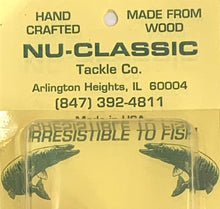 HAND MADE FROM
CRAFTED WOOD
NU-CLASSIC
Tackle Co.
Arlington Heights, IL 60004
(847) 392-4811
Made in USA
IRRESISTIBLE TO FISH